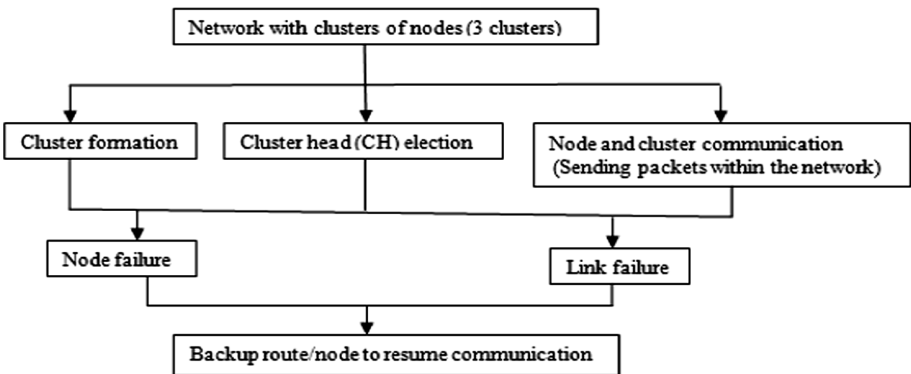 Network with clusters of nodes (3 clusters)
Cluster formation
Cluster head (CH) election
Node and cluster communication
(Sending packets within the network)
Node failure
Link failure
Backup route/node to resume communication